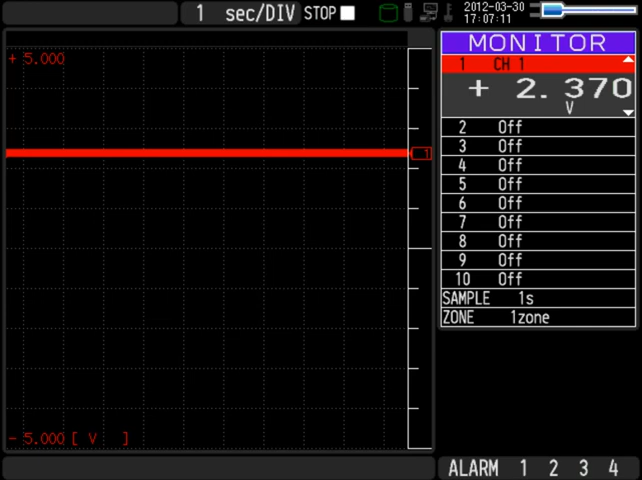 1 sec/DIV STOP
2012-03-30
17:07:11
+ 5.000
1
- 5.000 [ V ]
MONITOR
1 CH 1
+ 2. 370
V
2 Off
3 Off
4 Off
5 Off
6 Off
7 Off
8 Off
9 Off
10 Off
SAMPLE 1s
ZONE 1zone
ALARM 1 2 3 4